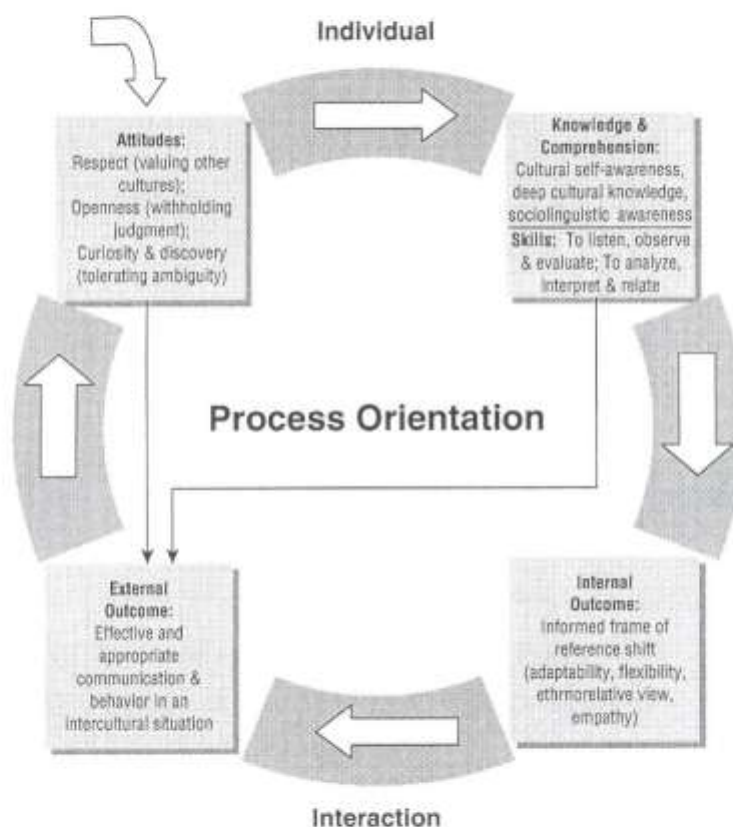 Individual
Attitudes:
Respect (valuing other
cultures);
Openness (withholding
judgment);
Curiosity & discovery
(tolerating ambiguity)
Knowledge &
Comprehension:
Cultural self-awareness,
deep cultural knowledge,
sociolinguistic awareness
Skills: To listen, observe
& evaluate; To analyze,
interpret & relate
Process Orientation
External
Outcome:
Effective and
appropriate
communication &
behavior in an
intercultural situation
Internal
Outcome:
Informed frame of
reference shift
(adaptability, flexibility,
ethrnorelative view,
empathy)
Interaction